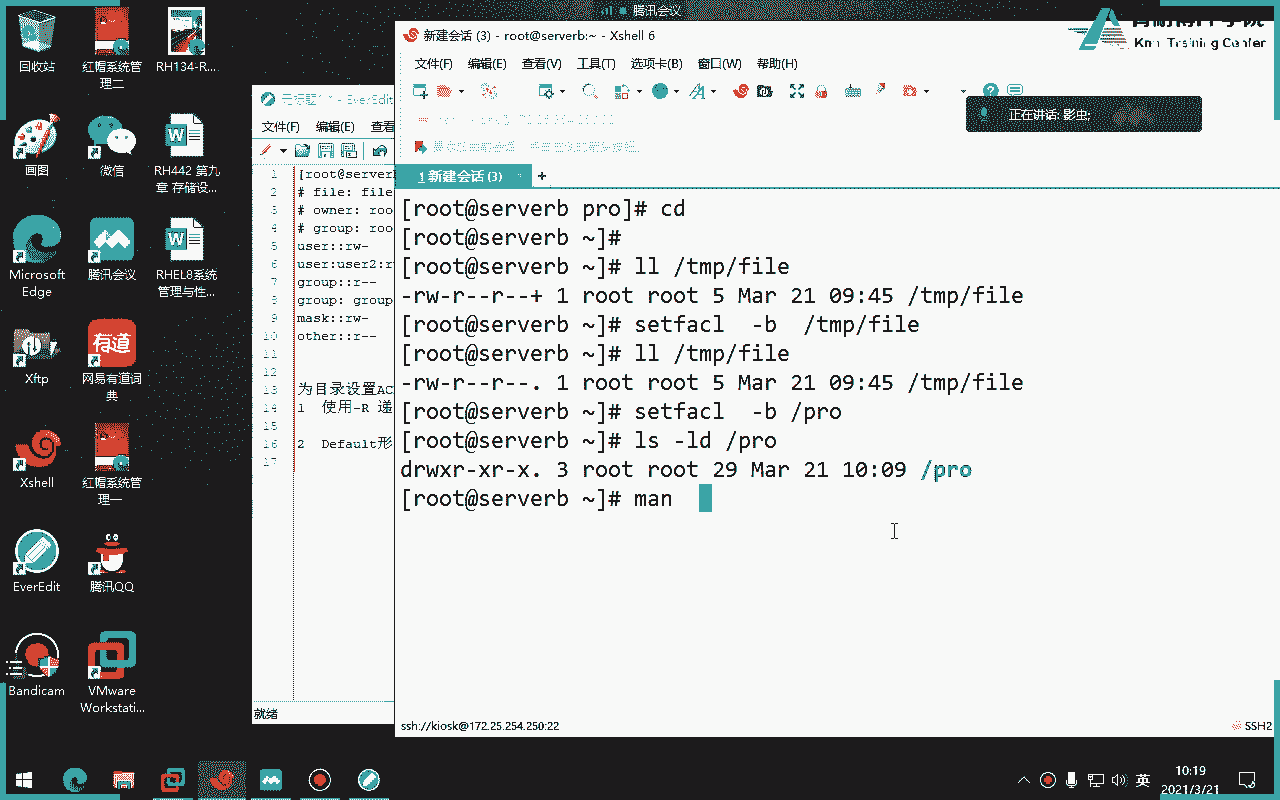 腾讯会议
新建会话 (3) - root@serverb:~ - Xshell 6
Knit Training Center
文件(F) 编辑(E) 查看(V) 工具(T) 选项卡(B) 窗口(W) 帮助(H)
正在讲话: 影虫;
1 新建会话 (3)
+
[root@serverb pro]# cd
[root@serverb ~]#
[root@serverb ~]# ll /tmp/file
-rw-r--r--+ 1 root root 5 Mar 21 09:45 /tmp/file
[root@serverb ~]# setfacl  -b  /tmp/file
[root@serverb ~]# ll /tmp/file
-rw-r--r--. 1 root root 5 Mar 21 09:45 /tmp/file
[root@serverb ~]# setfacl  -b /pro
[root@serverb ~]# ls -ld /pro
drwxr-xr-x. 3 root root 29 Mar 21 10:09 /pro
[root@serverb ~]# man
ssh://kiosk@172.25.254.250:22
SSH2
EverEdit
文件(F) 编辑(E) 查看
1 [root@server
2 # file: file
3 # owner: roo
4 # group: roo
5 user::rw-
6 user:user2:r
7 group::r--
8 group: group
9 mask::rw-
10 other::r--
11
12
13 为目录设置AC
14 1 使用-R 递
15
16 2 Default形
17
就绪
回收站
红帽系统管
理二
RH134-R...
画图
微信
RH442 第九
章 存储设...
Microsoft
Edge
腾讯会议
RHEL8系统
管理与性...
Xftp
有道
网易有道词
典
Xshell
红帽系统管
理一
EverEdit
腾讯QQ
Bandicam
VMware
Workstati...
英
10:19
2021/3/21